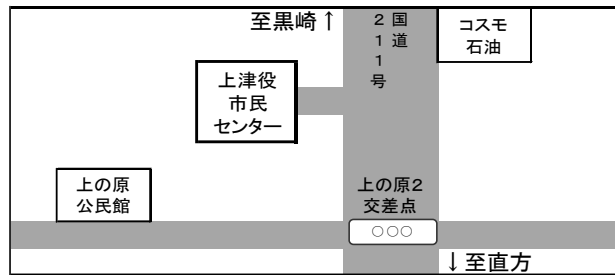 至黒崎↑
国道
211号
コスモ
石油
上津役
市民
センター
上の原
公民館
上の原2
交差点
○○○
↓至直方